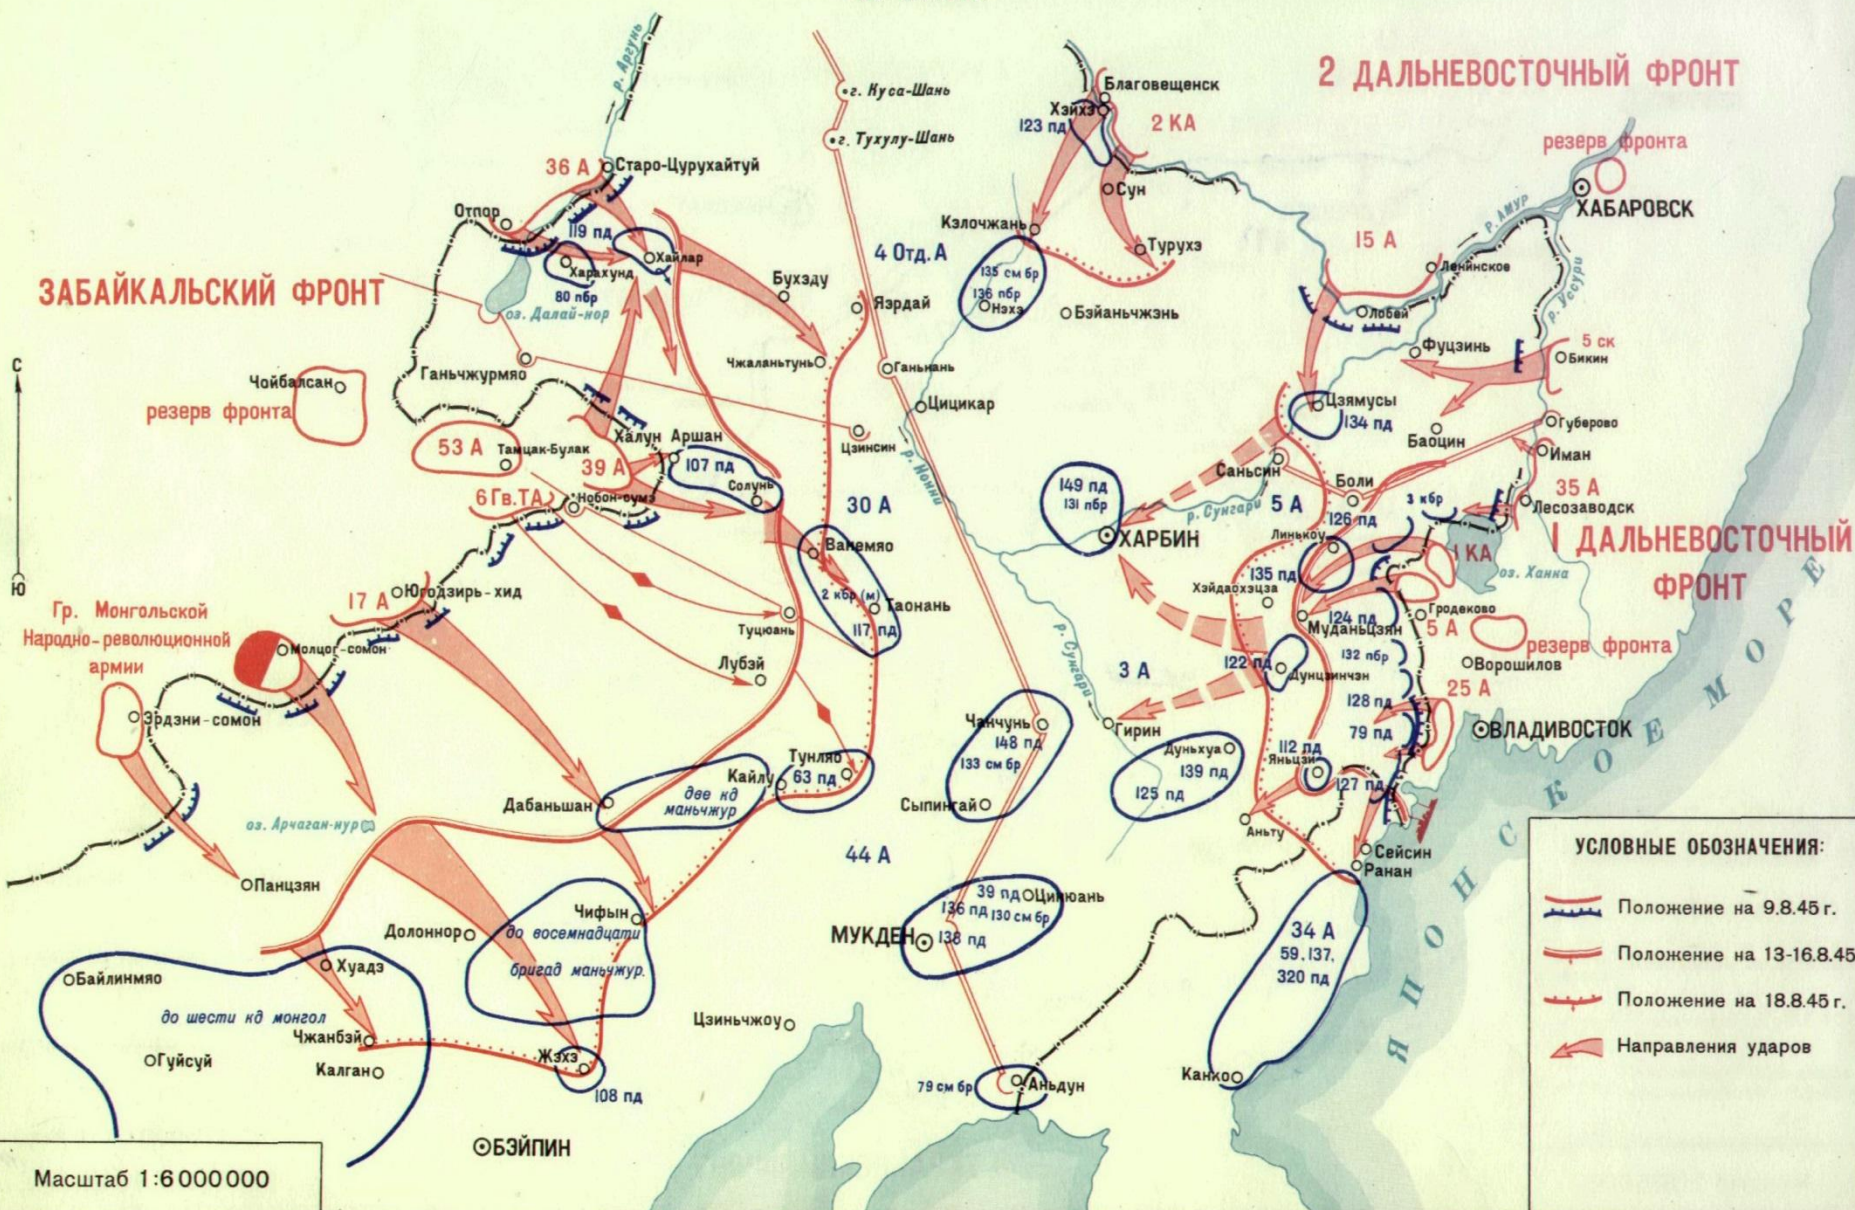 р. Аргунь
г. Куса-Шань
г. Тухулу-Шань
Благовещенск
Хэйхэ
123 пд
2 КА
2 ДАЛЬНЕВОСТОЧНЫЙ ФРОНТ
резерв фронта
ХАБАРОВСК
р. АМУР
р. Уссури
36 А
Старо-Цурухайтуй
Отпор
119 пд
Харахунд
80 пбр
Хайлар
оз. Далай-нор
Сун
Кэлочжань
Турухэ
4 Отд. А
135 см бр
136 пбр
Нэхэ
Бэйаньчжэнь
15 А
Ленинское
Лобей
Фуцзинь
5 ск
Бикин
ЗАБАЙКАЛЬСКИЙ ФРОНТ
Бухэду
Яэрдай
Чжаланьтунь
Ганьнань
Цицикар
Цзинсин
р. Нонни
С
Ю
Чойбалсан
резерв фронта
Ганьчжурмяо
53 А
Тамцак-Булак
39 А
Халун Аршан
107 пд
Солунь
6 Гв.ТА
Нобон-сумэ
30 А
Цзямусы
134 пд
Баоцин
Губерово
Иман
Саньсин
Боли
35 А
Лесозаводск
149 пд
131 пбр
ХАРБИН
р. Сунгари
5 А
126 пд
3 кбр
Линькоу
1 КА
оз. Ханка
1 ДАЛЬНЕВОСТОЧНЫЙ
ФРОНТ
135 пд
Хэйдаохэцза
124 пд
Муданьцзян
Гродеково
5 А
резерв фронта
132 пбр
Ворошилов
122 пд
Дунцзинчэн
128 пд
25 А
79 пд
ВЛАДИВОСТОК
Ванемяо
2 кбр (м)
Таонань
117 пд
Туцюань
Лубэй
17 А
Югодзирь-хид
Гр. Монгольской
Народно-революционной
армии
Молцог-сомон
Эрдэни-сомон
р. Сунгари
3 А
Гирин
Чанчунь
148 пд
133 см бр
Сыпингай
Дуньхуа
139 пд
125 пд
112 пд
Яньцзи
127 пд
Аньту
Сейсин
Ранан
Тунляо
63 пд
Кайлу
две кд
маньчжур
Дабаньшан
оз. Арчаган-нур
Панцзян
44 А
39 пд
Цинюань
136 пд
130 см бр
138 пд
МУКДЕН
Чифын
до восемнадцати
бригад маньчжур.
Долоннор
Хуадэ
Байлинмяо
до шести кд монгол
Чжанбэй
Гуйсуй
Калган
Жэхэ
108 пд
Цзиньчжоу
79 см бр
Аньдун
34 А
59, 137,
320 пд
Канко
БЭЙПИН
ЯПОНСКОЕ МОРЕ
Масштаб 1:6000000
УСЛОВНЫЕ ОБОЗНАЧЕНИЯ:
Положение на 9.8.45 г.
Положение на 13-16.8.45
Положение на 18.8.45 г.
Направления ударов